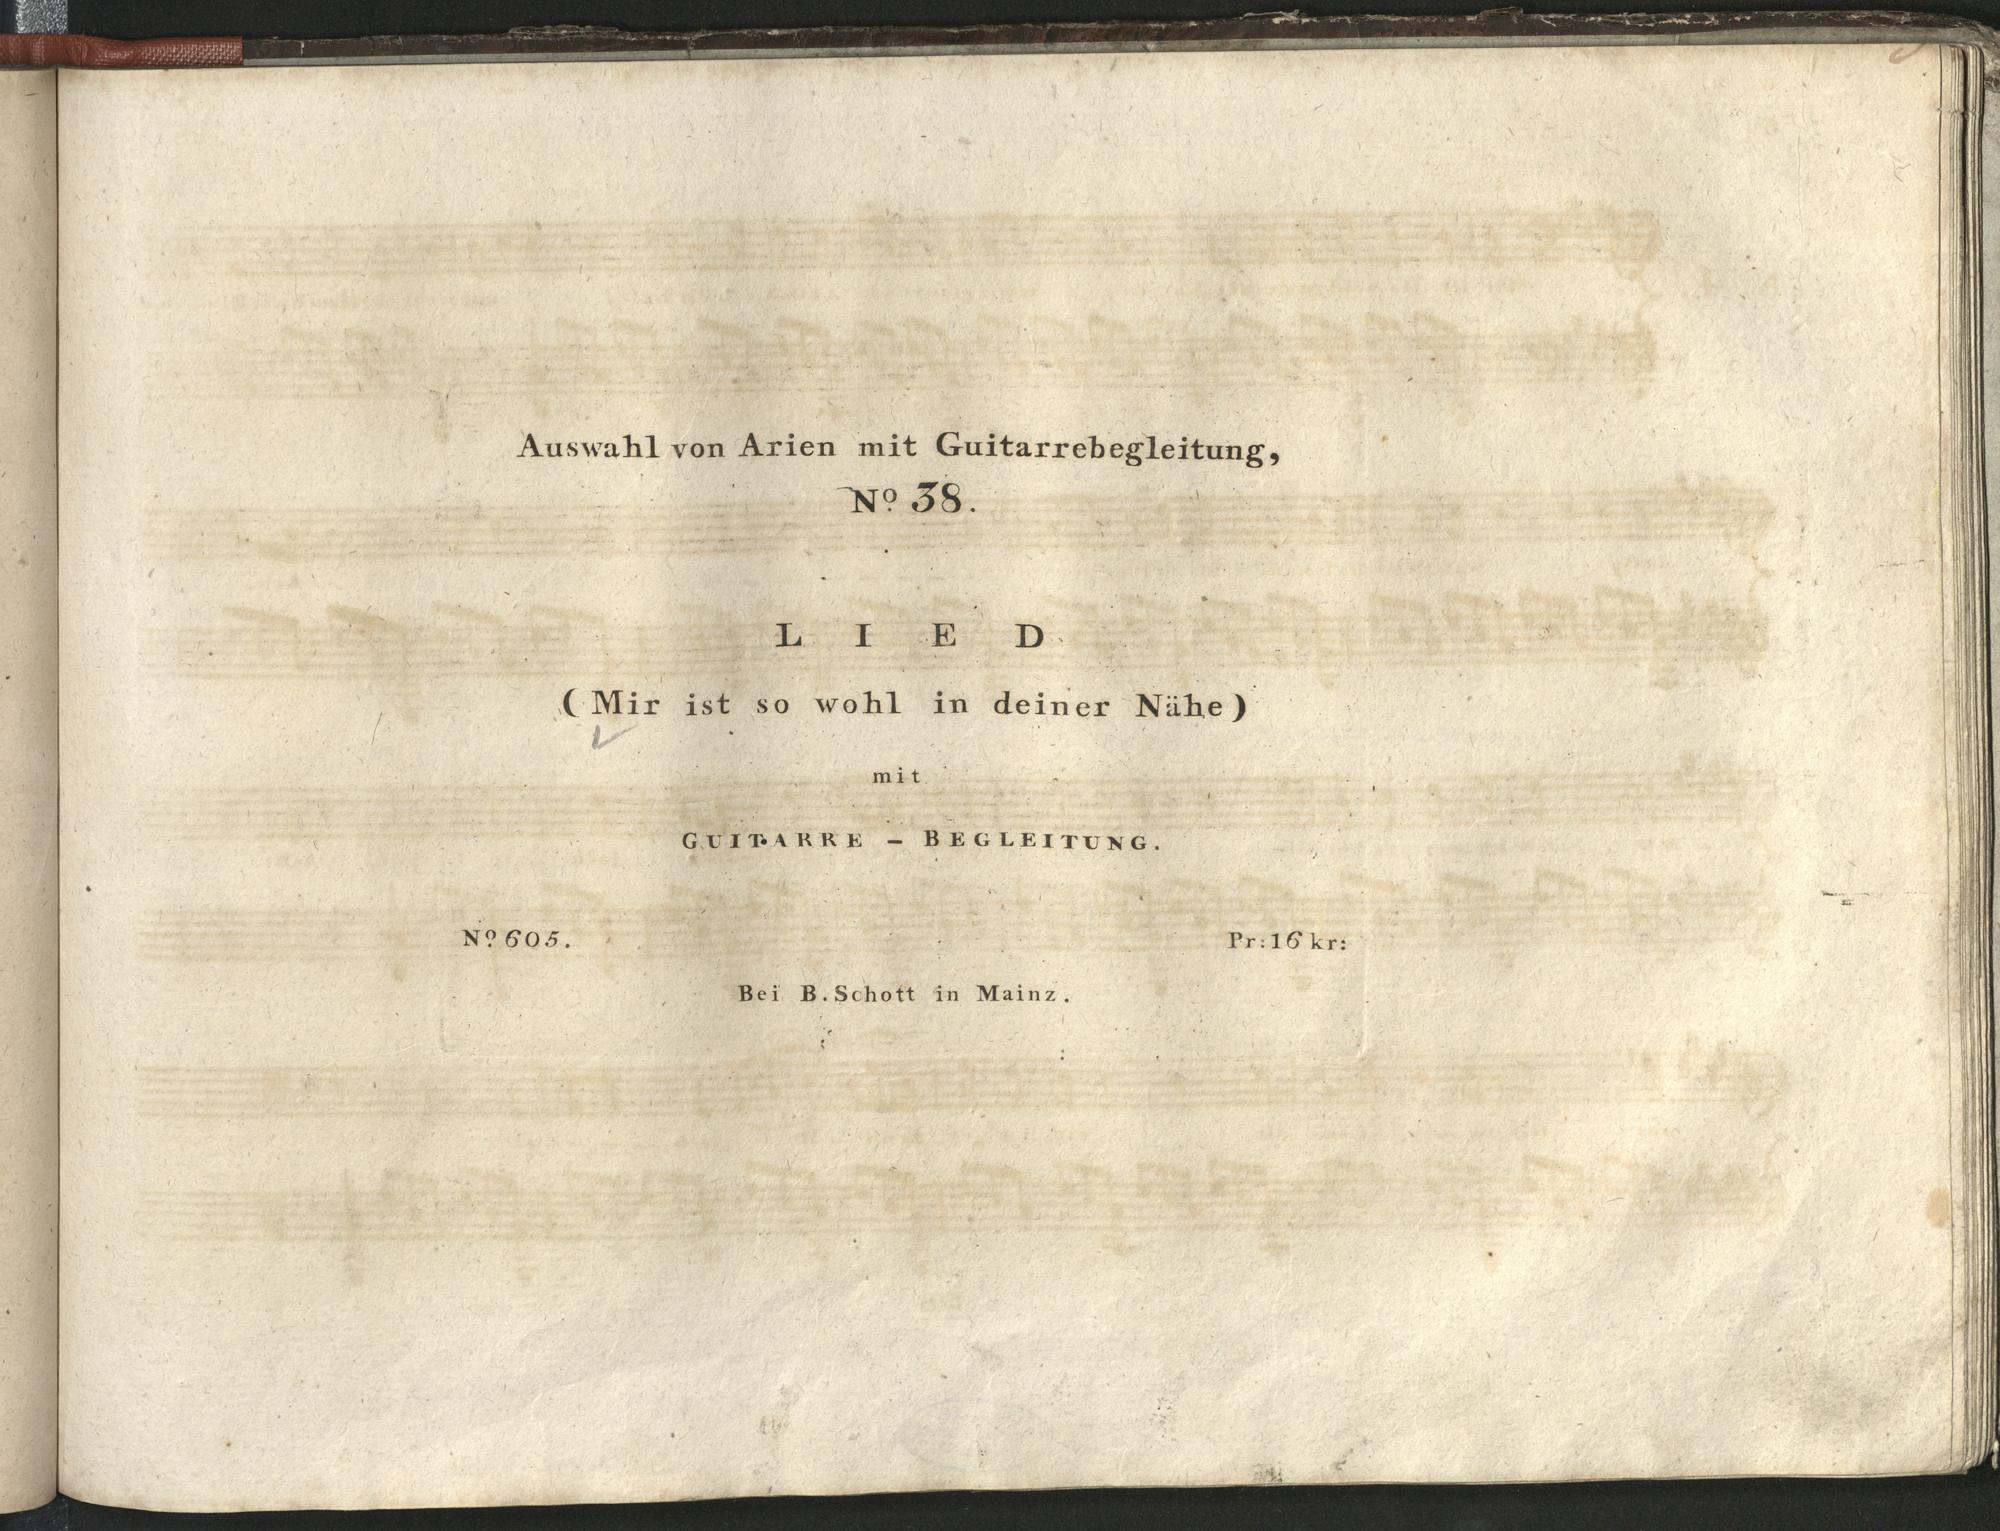 Auswahl von Arien mit Guitarrebegleitung,
Nº 38.
LIED
(Mir ist so wohl in deiner Nähe)
mit
GUITARRE – BEGLEITUNG.
Nº 605. Pr: 16 kr:
Bei B. Schott in Mainz.